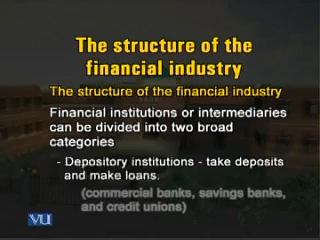 The structure of the
financial industry
The structure of the financial industry
Financial institutions or intermediaries
can be divided into two broad
categories
- Depository institutions - take deposits
and make loans.
(commercial banks, savings banks,
and credit unions)
VU